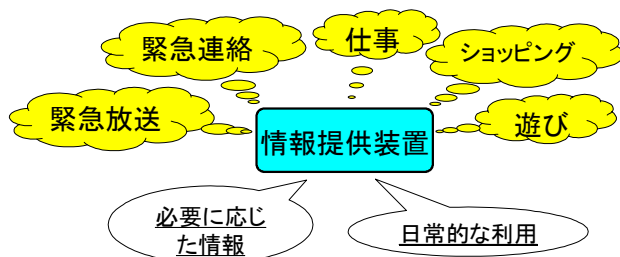 仕事
緊急連絡
ショッピング
緊急放送
遊び
情報提供装置
必要に応じ
た情報
日常的な利用